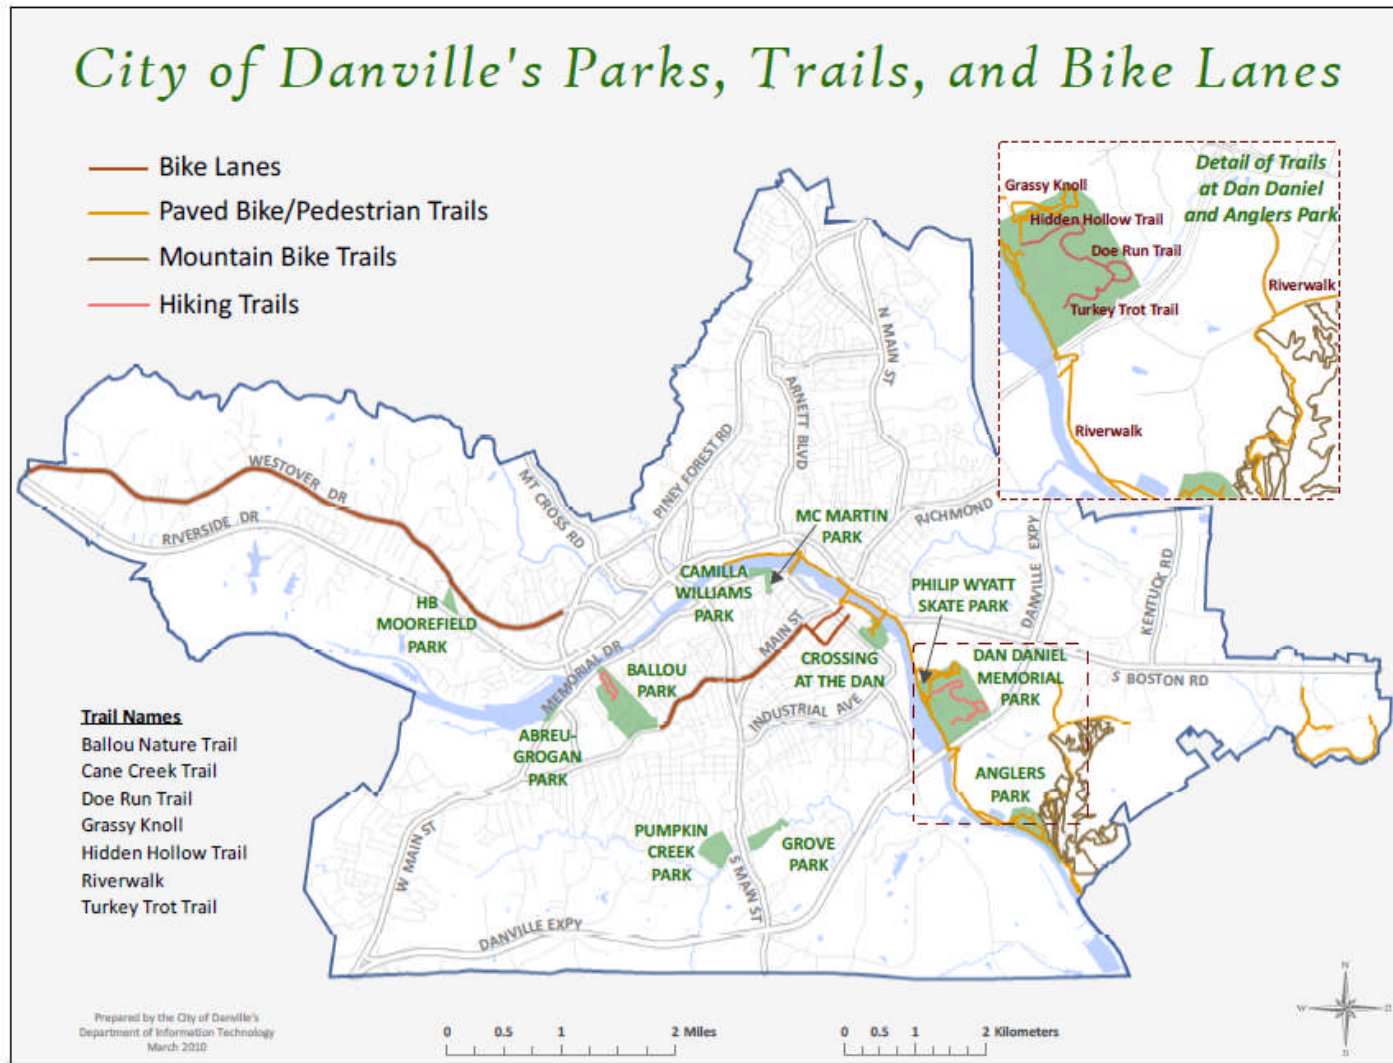 City of Danville's Parks, Trails, and Bike Lanes
Bike Lanes
Paved Bike/Pedestrian Trails
Mountain Bike Trails
Hiking Trails
Detail of Trails
at Dan Daniel
and Anglers Park
Grassy Knoll
Hidden Hollow Trail
Doe Run Trail
Riverwalk
Turkey Trot Trail
Riverwalk
N MAIN ST
ARNETT BLVD
PINEY FOREST RD
WESTOVER DR
MT CROSS RD
RIVERSIDE DR
RICHMOND
MC MARTIN
PARK
DANVILLE EXPY
KENTUCK RD
CAMILLA
WILLIAMS
PARK
PHILIP WYATT
SKATE PARK
HB
MOOREFIELD
PARK
MAIN ST
MEMORIAL DR
BALLOU
PARK
CROSSING
AT THE DAN
DAN DANIEL
MEMORIAL
PARK
S BOSTON RD
INDUSTRIAL AVE
ABREU-
GROGAN
PARK
ANGLERS
PARK
Trail Names
Ballou Nature Trail
Cane Creek Trail
Doe Run Trail
Grassy Knoll
Hidden Hollow Trail
Riverwalk
Turkey Trot Trail
PUMPKIN
CREEK
PARK
GROVE
PARK
W MAIN ST
S MAIN ST
DANVILLE EXPY
Prepared by the City of Danville's
Department of Information Technology
March 2010
0 0.5 1 2 Miles
0 0.5 1 2 Kilometers
N
W
S